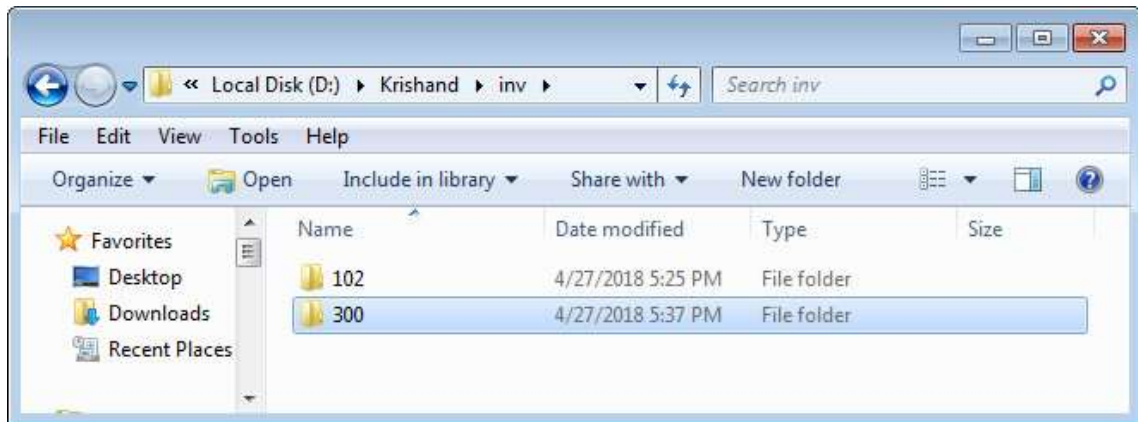 « Local Disk (D:) ▸ Krishand ▸ inv ▸ Search inv
File Edit View Tools Help
Organize ▾ Open Include in library ▾ Share with ▾ New folder
Name Date modified Type Size
Favorites
Desktop 102 4/27/2018 5:25 PM File folder
Downloads 300 4/27/2018 5:37 PM File folder
Recent Places